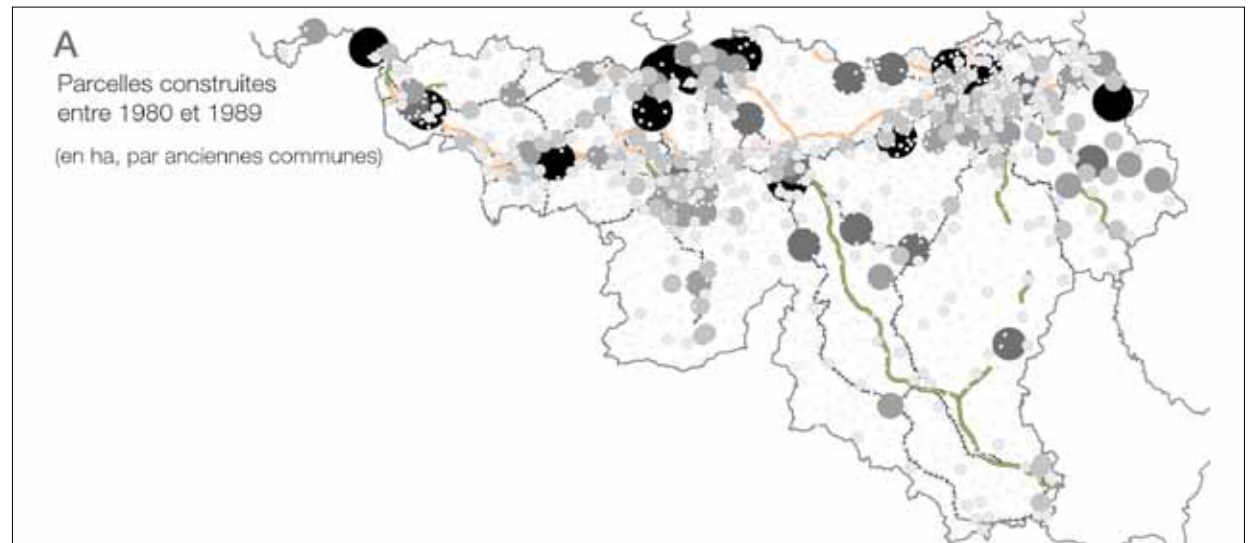 A
Parcelles construites
entre 1980 et 1989
(en ha, par anciennes communes)